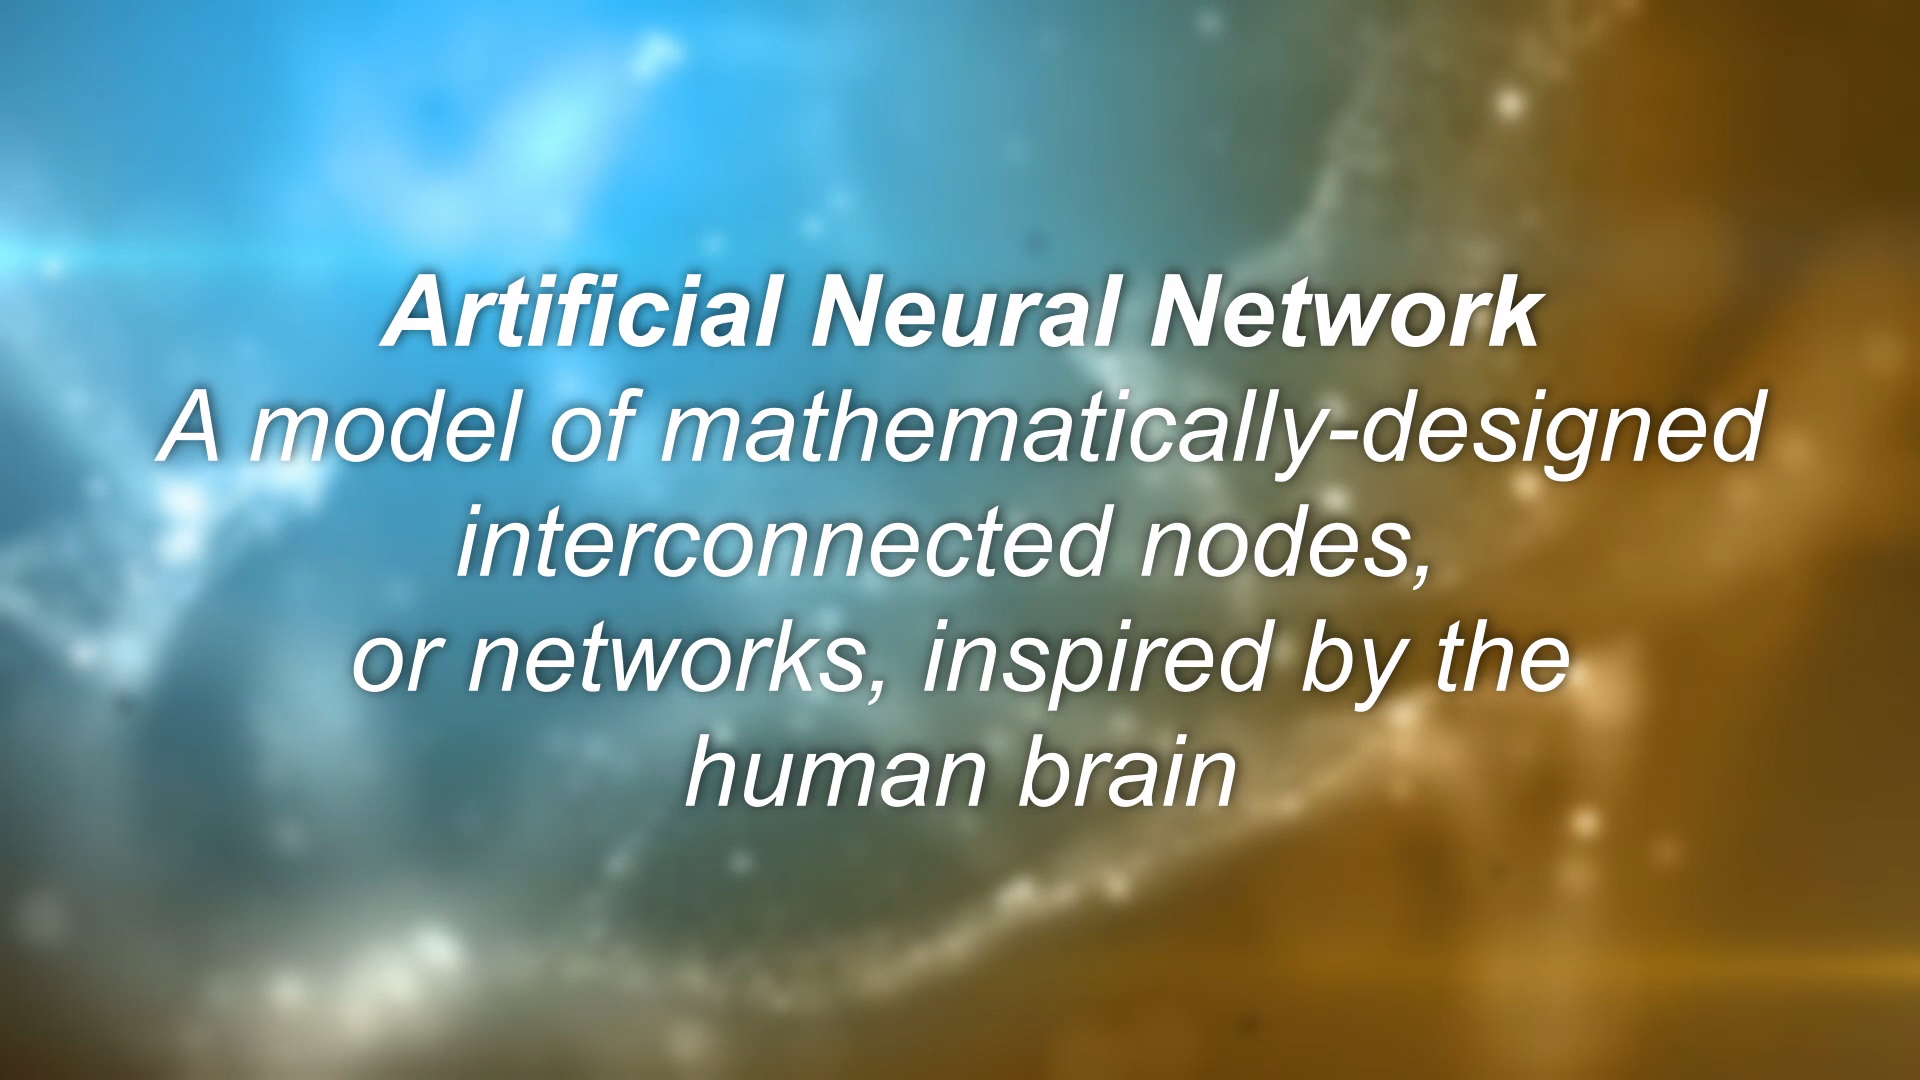 Artificial Neural Network
A model of mathematically-designed
interconnected nodes,
or networks, inspired by the
human brain